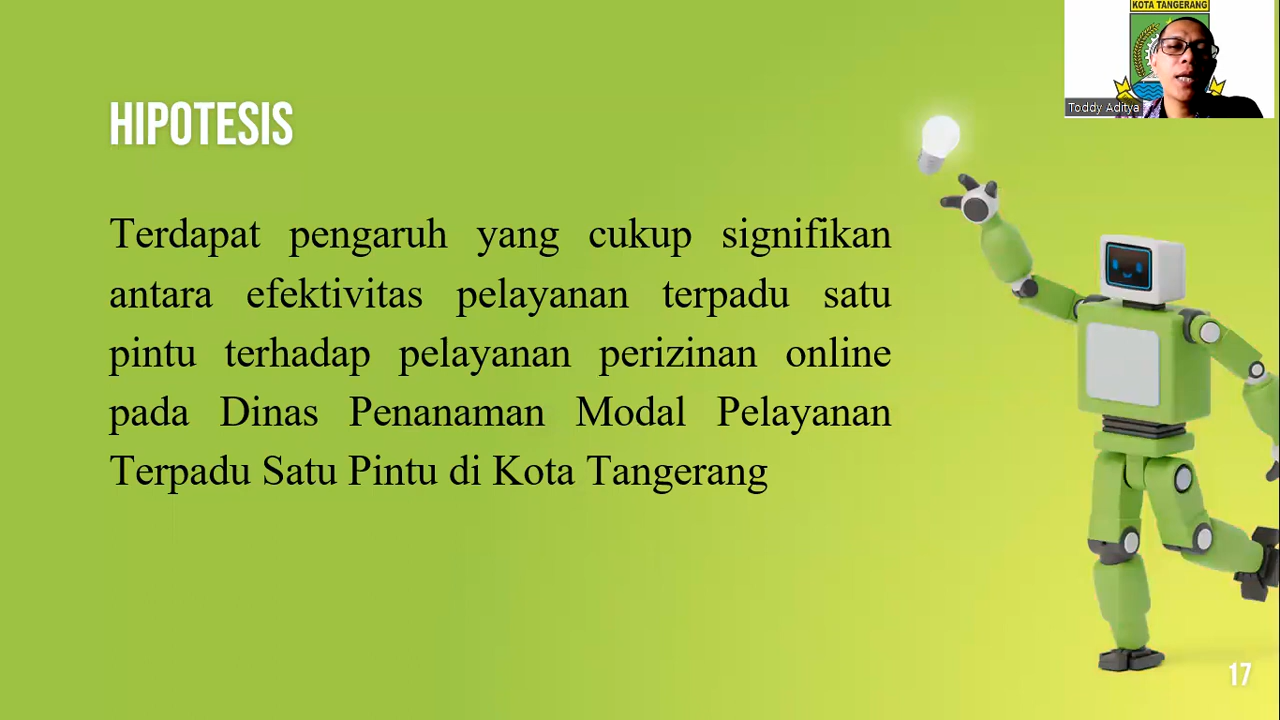 KOTA TANGERANG
Toddy Aditya
HIPOTESIS
Terdapat pengaruh yang cukup signifikan
antara efektivitas pelayanan terpadu satu
pintu terhadap pelayanan perizinan online
pada Dinas Penanaman Modal Pelayanan
Terpadu Satu Pintu di Kota Tangerang
17